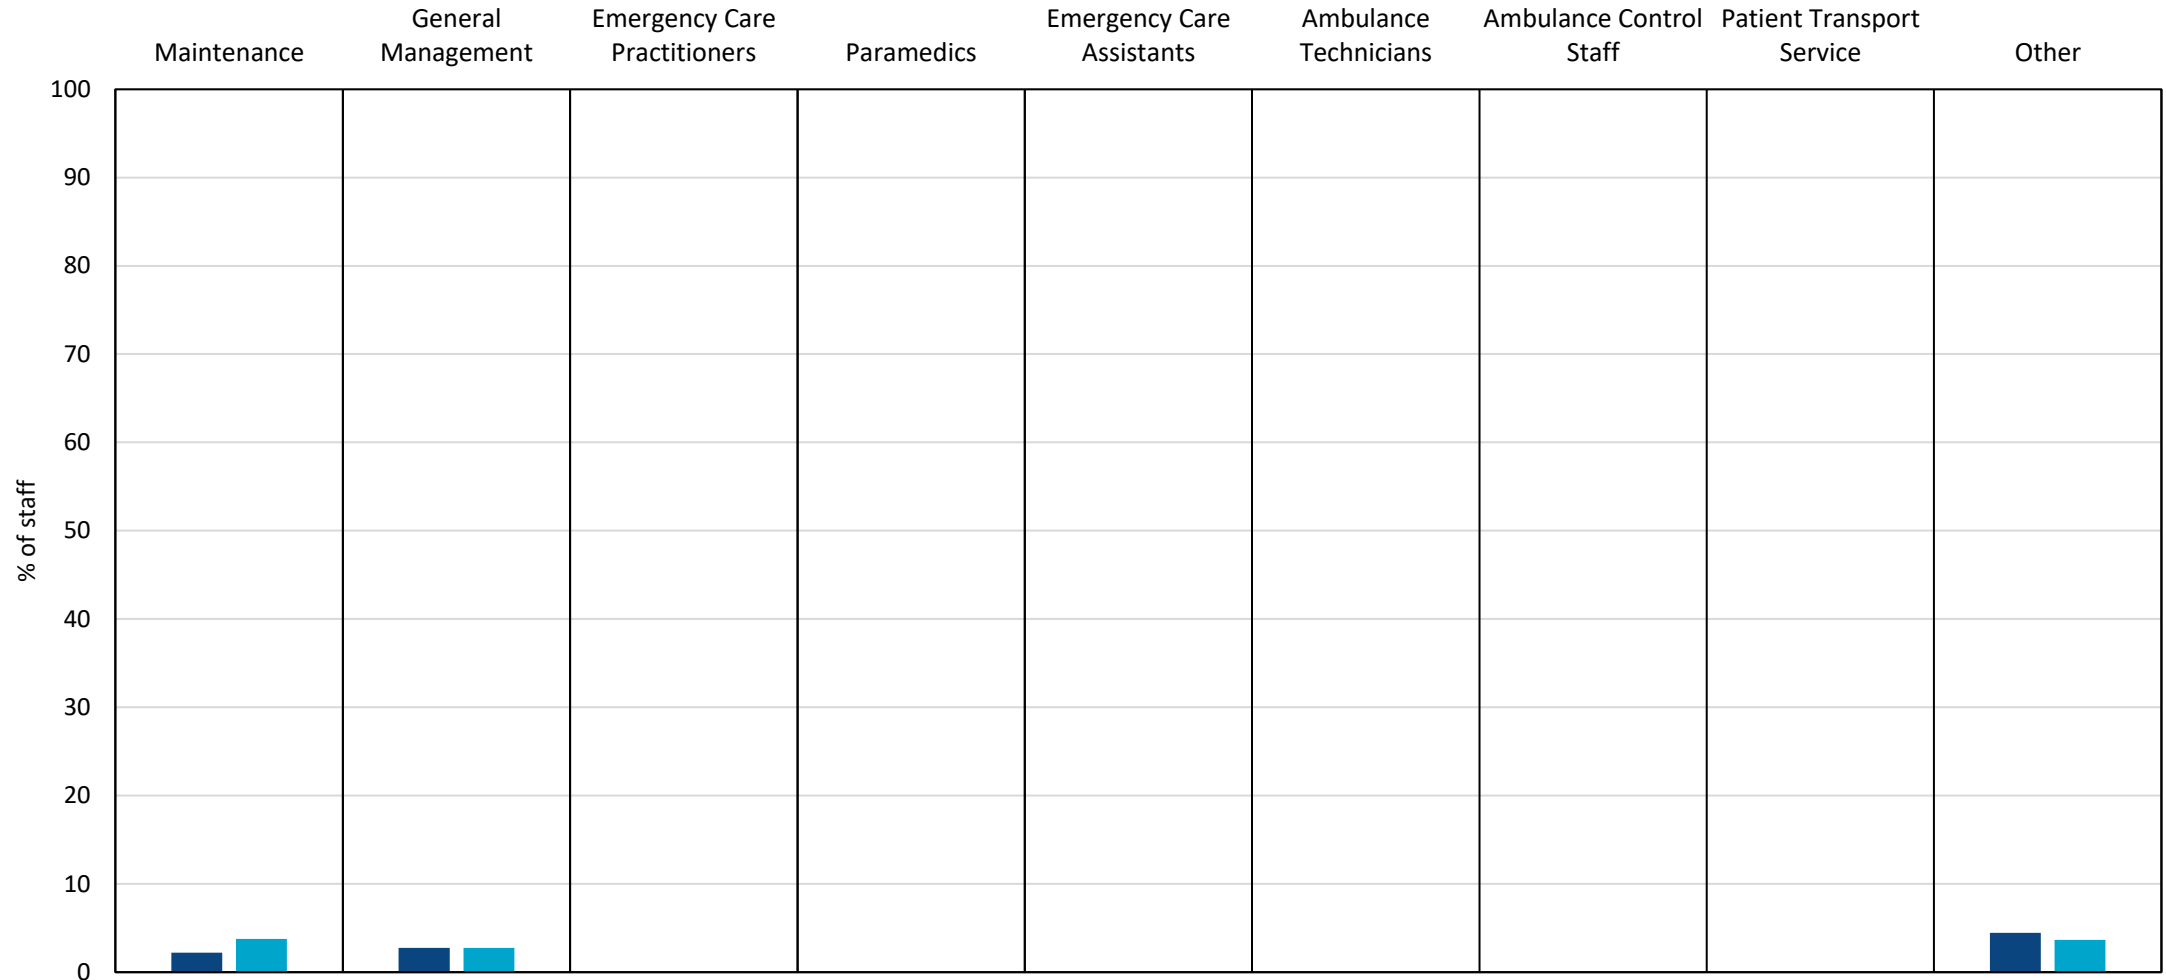 Maintenance
General
Management
Emergency Care
Practitioners
Paramedics
Emergency Care
Assistants
Ambulance
Technicians
Ambulance Control
Staff
Patient Transport
Service
Other
% of staff
100
90
80
70
60
50
40
30
20
10
0